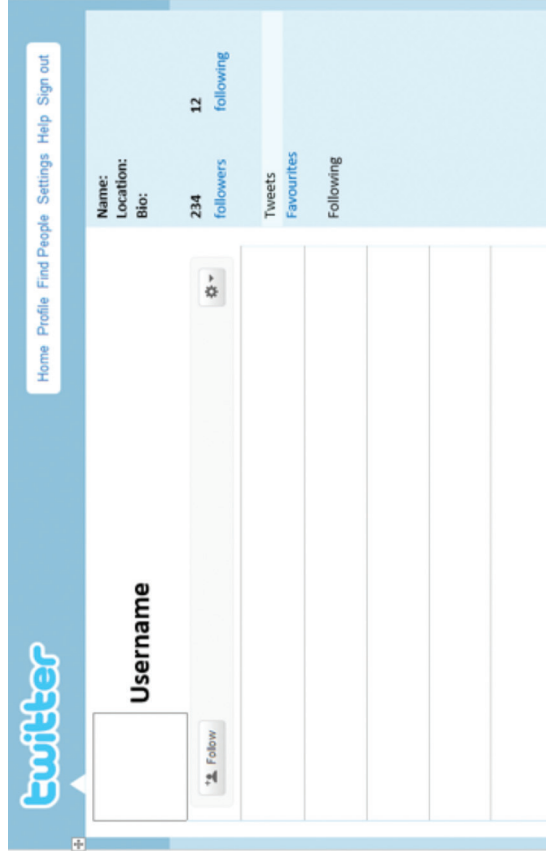 twitter
Home Profile Find People Settings Help Sign out
Username
Follow
Name:
Location:
Bio:
234 12
followers following
Tweets
Favourites
Following